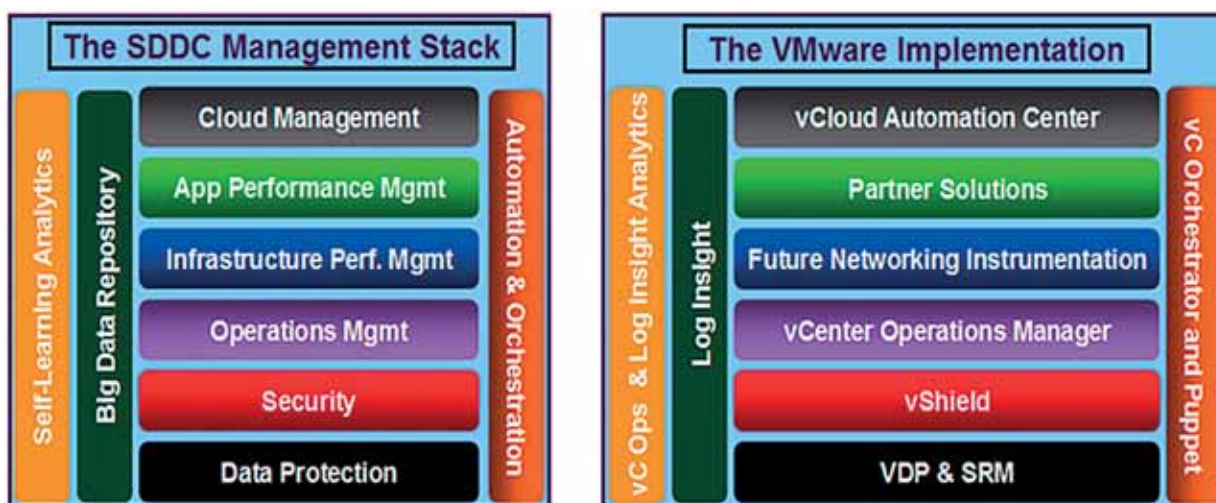 The SDDC Management Stack
Self-Learning Analytics
BIg Data Repository
Cloud Management
App Performance Mgmt
Infrastructure Perf. Mgmt
Operations Mgmt
Security
Data Protection
Automation & Orchestration
The VMware Implementation
vC Ops & Log Insight Analytics
Log Insight
vCloud Automation Center
Partner Solutions
Future Networking Instrumentation
vCenter Operations Manager
vShield
VDP & SRM
vC Orchestrator and Puppet